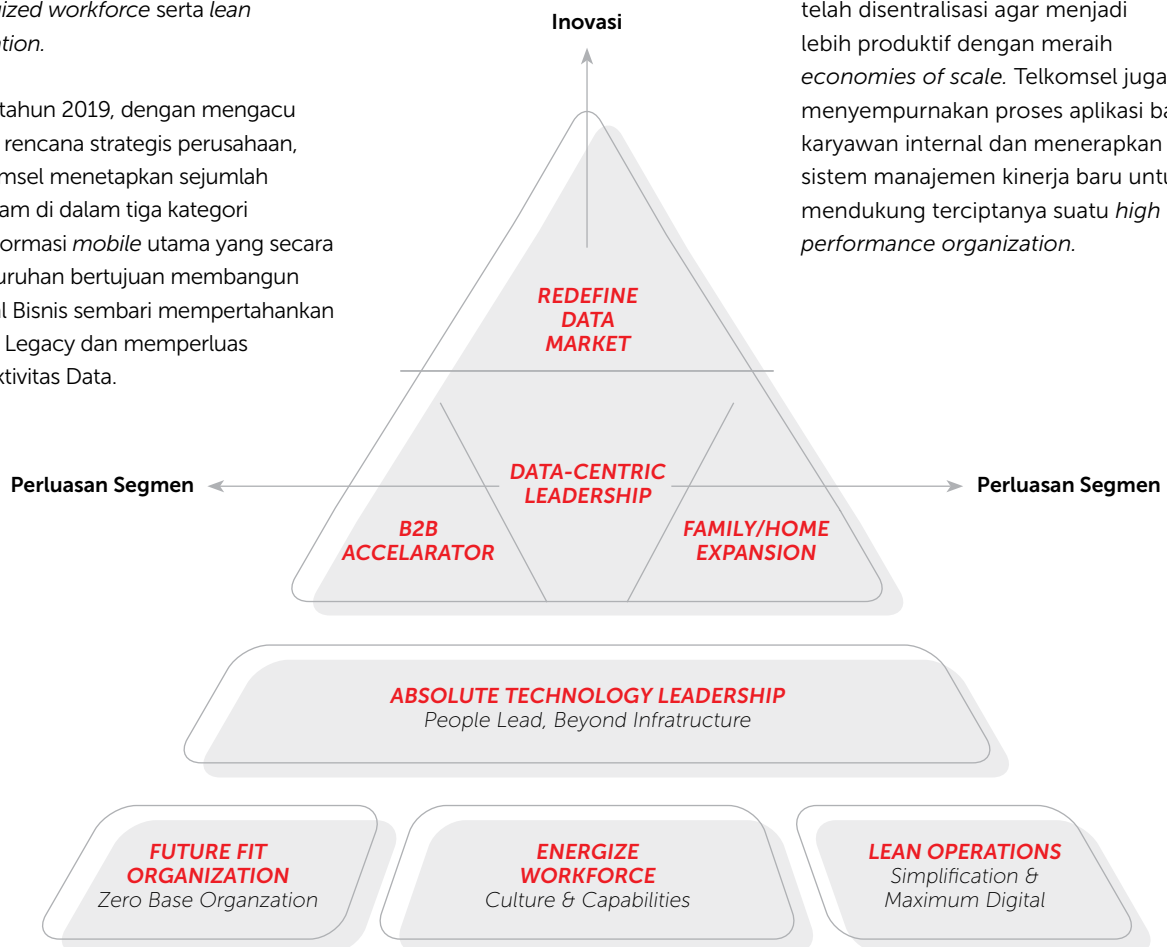 ized workforce serta lean
tion.
tahun 2019, dengan mengacu
rencana strategis perusahaan,
msel menetapkan sejumlah
am di dalam tiga kategori
ormasi mobile utama yang secara
uruhan bertujuan membangun
l Bisnis sembari mempertahankan
Legacy dan memperluas
ktivitas Data.
telah disentralisasi agar menjadi
lebih produktif dengan meraih
economies of scale. Telkomsel juga
menyempurnakan proses aplikasi ba
karyawan internal dan menerapkan
sistem manajemen kinerja baru untu
mendukung terciptanya suatu high
performance organization.
Inovasi
REDEFINE
DATA
MARKET
Perluasan Segmen
DATA-CENTRIC
LEADERSHIP
Perluasan Segmen
B2B
ACCELARATOR
FAMILY/HOME
EXPANSION
ABSOLUTE TECHNOLOGY LEADERSHIP
People Lead, Beyond Infratructure
FUTURE FIT
ORGANIZATION
Zero Base Organzation
ENERGIZE
WORKFORCE
Culture & Capabilities
LEAN OPERATIONS
Simplification &
Maximum Digital